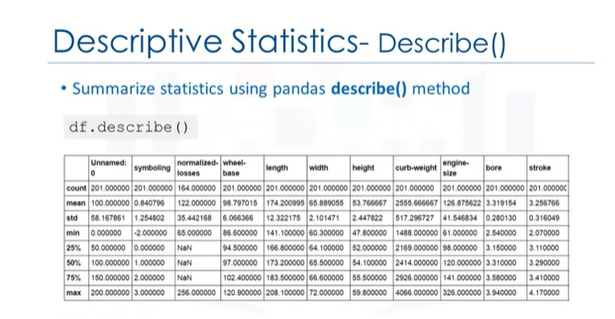 Descriptive Statistics- Describe()
• Summarize statistics using pandas describe() method
df.describe()
Unnamed: 0 symboling normalized-losses wheel-base length width height curb-weight engine-size bore stroke
count 201.000000 201.000000 164.000000 201.000000 201.000000 201.000000 201.000000 201.000000 201.000000 201.000000 201.000000
mean 100.000000 0.840796 122.000000 98.797015 174.200995 65.889055 53.766667 2555.666667 126.875622 3.319154 3.256766
std 58.167861 1.254802 35.442168 6.066366 12.322175 2.101471 2.447822 517.296727 41.546834 0.280130 0.316049
min 0.000000 -2.000000 65.000000 86.600000 141.100000 60.300000 47.800000 1488.000000 61.000000 2.540000 2.070000
25% 50.000000 0.000000 NaN 94.500000 166.800000 64.100000 52.000000 2169.000000 98.000000 3.150000 3.110000
50% 100.000000 1.000000 NaN 97.000000 173.200000 65.500000 54.100000 2414.000000 120.000000 3.310000 3.290000
75% 150.000000 2.000000 NaN 102.400000 183.500000 66.600000 55.500000 2926.000000 141.000000 3.580000 3.410000
max 200.000000 3.000000 256.000000 120.900000 208.100000 72.000000 59.800000 4066.000000 326.000000 3.940000 4.170000